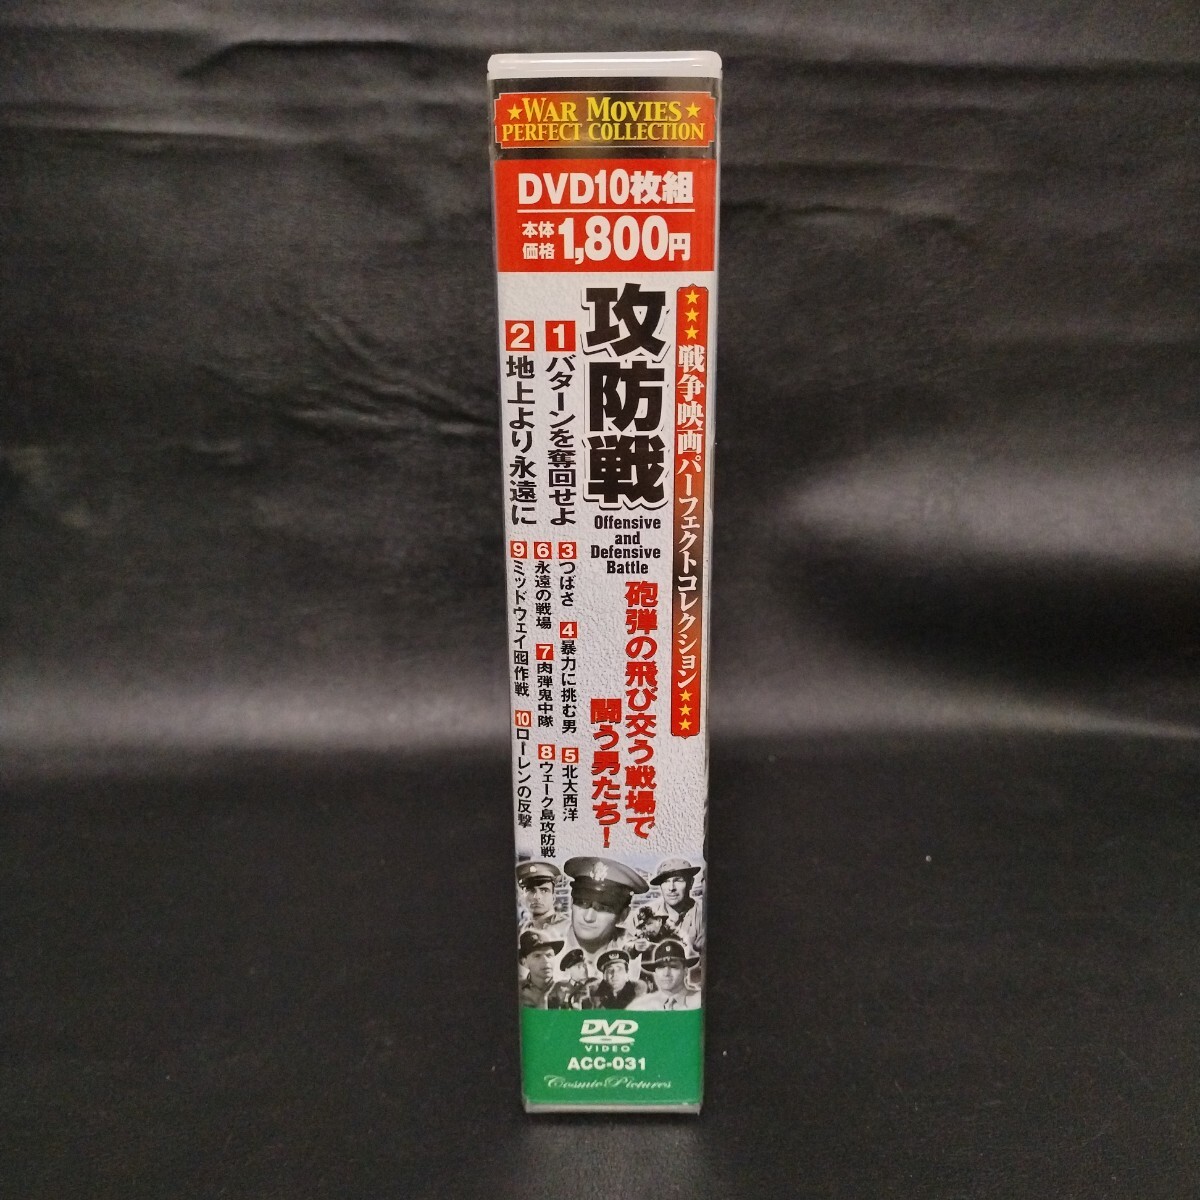 ★WAR MOVIES★
PERFECT COLLECTION
DVD10枚組
本体価格1,800円
★★★戦争映画パーフェクトコレクション★★★
攻防戦
Offensive
and
Defensive
Battle
砲弾の飛び交う戦場で
闘う男たち!
1 バターンを奪回せよ
2 地上より永遠に
3 つばさ
4 暴力に挑む男
5 北大西洋
6 永遠の戦場
7 肉弾鬼中隊
8 ウェーク島攻防戦
9 ミッドウェイ囮作戦
10 ローレンの反撃
DVD
VIDEO
ACC-031
Cosmic Pictures